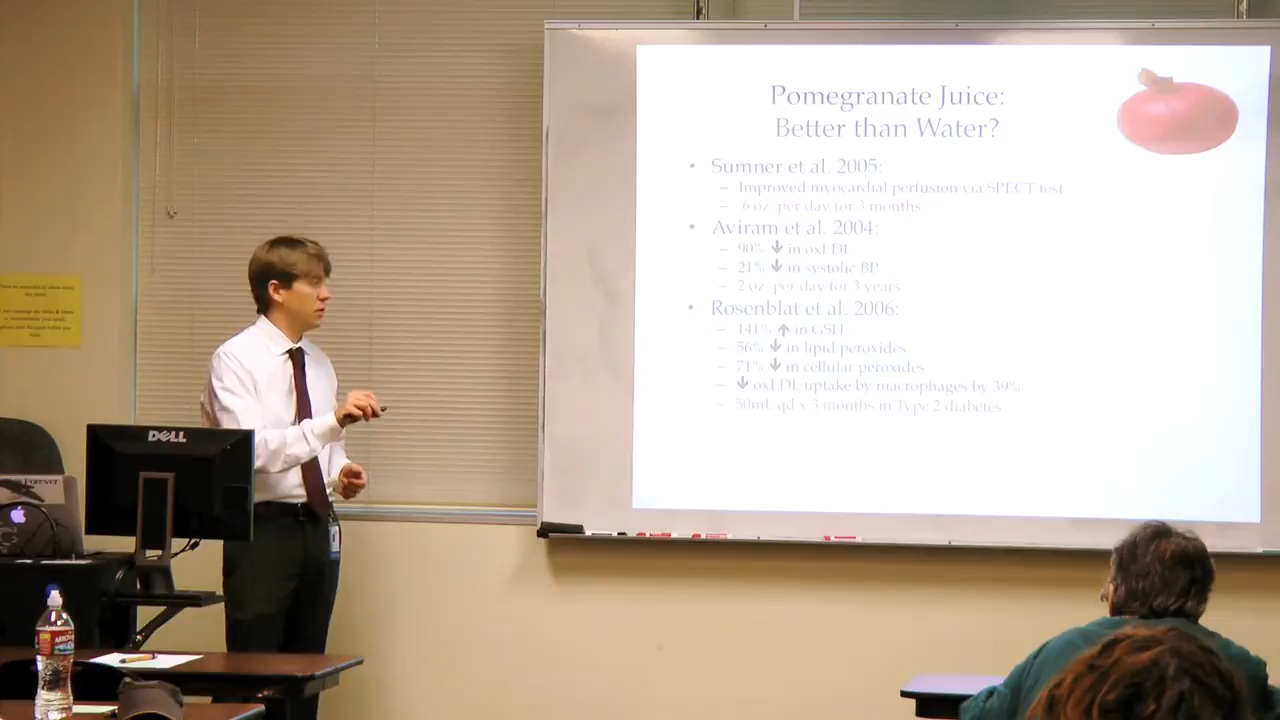 Pomegranate Juice:
Better than Water?
• Sumner et al. 2005:
– Improved myocardial perfusion via SPECT test
– 6 oz. per day for 3 months
• Aviram et al. 2004:
– 90% ↓ in oxLDL
– 21% ↓ in systolic BP
– 2 oz. per day for 3 years
• Rosenblat et al. 2006:
– 141% ↑ in GSH
– 56% ↓ in lipid peroxides
– 71% ↓ in cellular peroxides
– ↓ oxLDL uptake by macrophages by 39%
– 50mL qd x 3 months in Type 2 diabetes
DELL
Forever